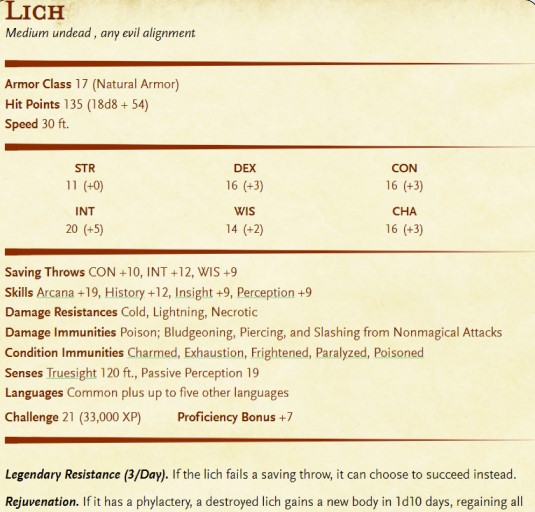 Lich
Medium undead , any evil alignment
Armor Class 17 (Natural Armor)
Hit Points 135 (18d8 + 54)
Speed 30 ft.
STR DEX CON
11 (+0) 16 (+3) 16 (+3)
INT WIS CHA
20 (+5) 14 (+2) 16 (+3)
Saving Throws CON +10, INT +12, WIS +9
Skills Arcana +19, History +12, Insight +9, Perception +9
Damage Resistances Cold, Lightning, Necrotic
Damage Immunities Poison; Bludgeoning, Piercing, and Slashing from Nonmagical Attacks
Condition Immunities Charmed, Exhaustion, Frightened, Paralyzed, Poisoned
Senses Truesight 120 ft., Passive Perception 19
Languages Common plus up to five other languages
Challenge 21 (33,000 XP) Proficiency Bonus +7
Legendary Resistance (3/Day). If the lich fails a saving throw, it can choose to succeed instead.
Rejuvenation. If it has a phylactery, a destroyed lich gains a new body in 1d10 days, regaining all